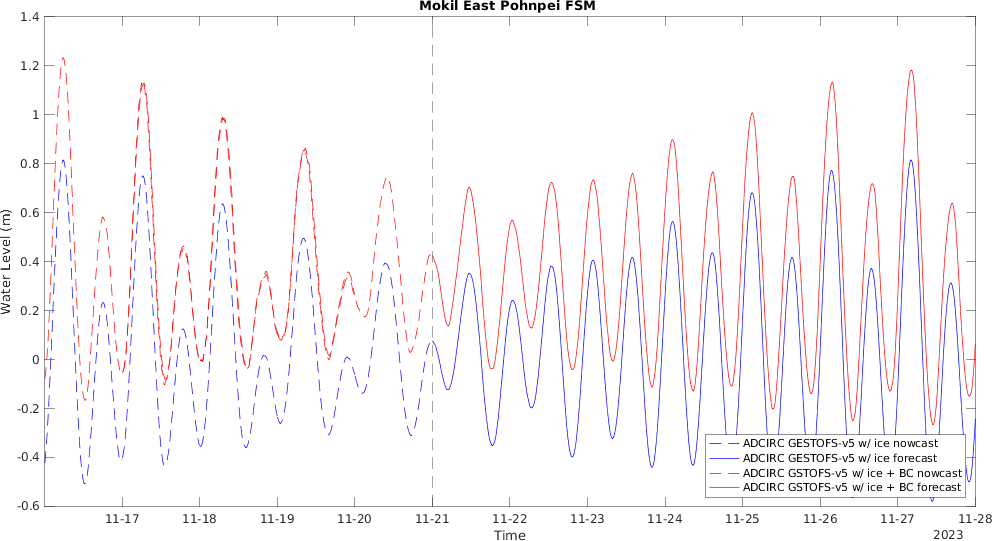 Mokil East Pohnpei FSM
1.4
1.2
1
0.8
0.6
0.4
0.2
0
-0.2
-0.4
-0.6
Water Level (m)
ADCIRC GESTOFS-v5 w/ ice nowcast
ADCIRC GESTOFS-v5 w/ ice forecast
ADCIRC GSTOFS-v5 w/ ice + BC nowcast
ADCIRC GSTOFS-v5 w/ ice + BC forecast
11-17 11-18 11-19 11-20 11-21 11-22 11-23 11-24 11-25 11-26 11-27 11-28
Time
2023